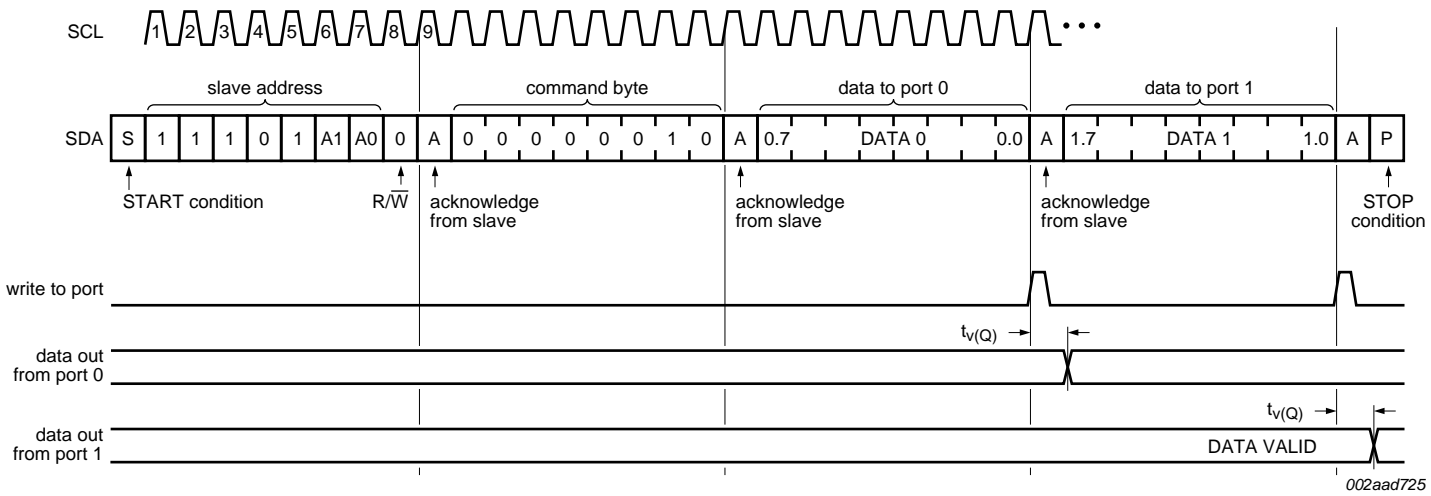 SCL 1 2 3 4 5 6 7 8 9 •••
slave address command byte data to port 0 data to port 1
SDA S 1 1 1 0 1 A1 A0 0 A 0 0 0 0 0 0 1 0 A 0.7 DATA 0 0.0 A 1.7 DATA 1 1.0 A P
START condition R/W̅ acknowledge acknowledge acknowledge STOP
from slave from slave from slave condition
write to port
tv(Q)
data out
from port 0
tv(Q)
data out
from port 1 DATA VALID
002aad725